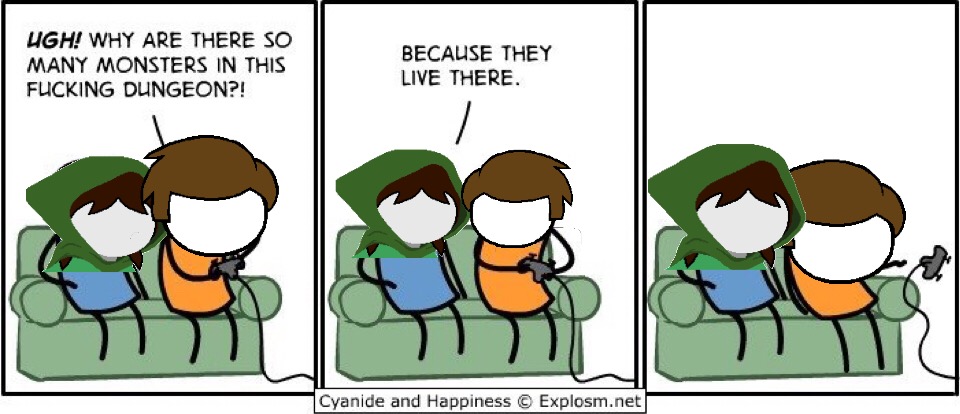 UGH! WHY ARE THERE SO
MANY MONSTERS IN THIS
FUCKING DUNGEON?!
BECAUSE THEY
LIVE THERE.
Cyanide and Happiness © Explosm.net